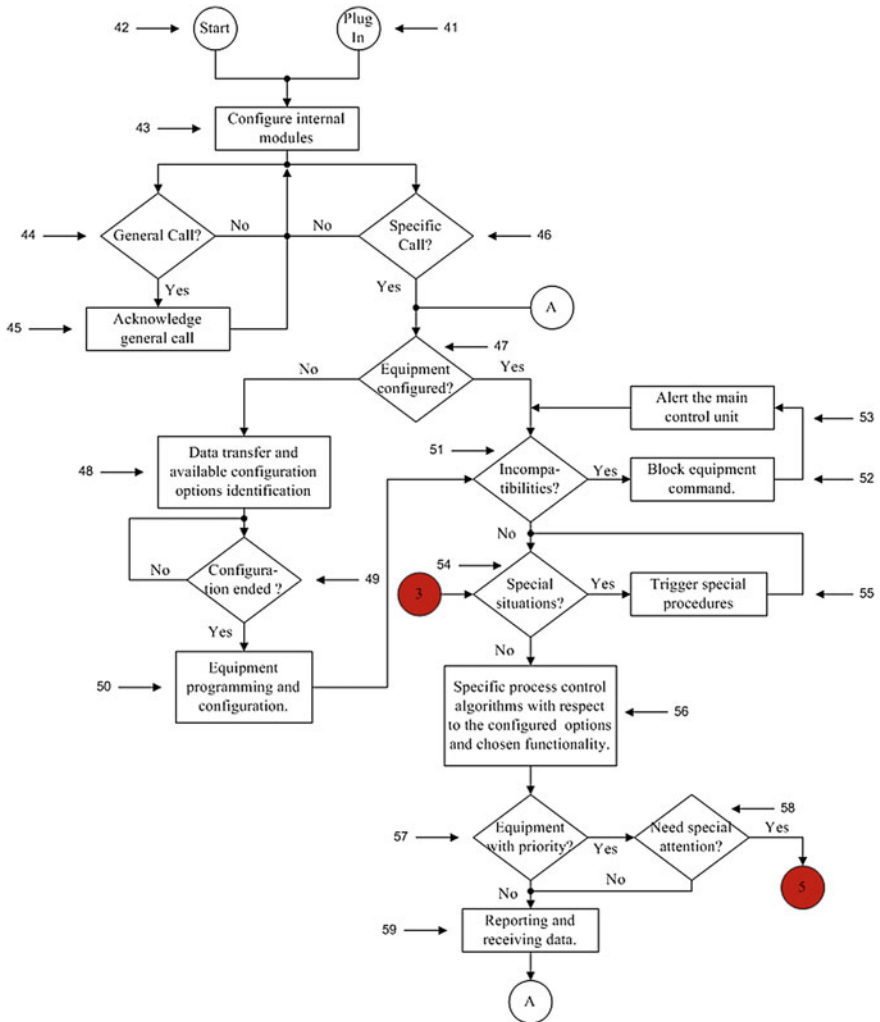 42
Start
Plug
In
41
43
Configure internal
modules
44
General Call?
No
No
Specific
Call?
46
Yes
Yes
45
Acknowledge
general call
A
47
No
Equipment
configured?
Yes
Alert the main
control unit
53
48
Data transfer and
available configuration
options identification
51
Incompa-
tibilities?
Yes
Block equipment
command.
52
No
No
Configura-
tion ended ?
49
54
3
Special
situations?
Yes
Trigger special
procedures
55
Yes
No
50
Equipment
programming and
configuration.
Specific process control
algorithms with respect
to the configured options
and chosen functionality.
56
58
57
Equipment
with priority?
Yes
Need special
attention?
Yes
No
No
5
59
Reporting and
receiving data.
A